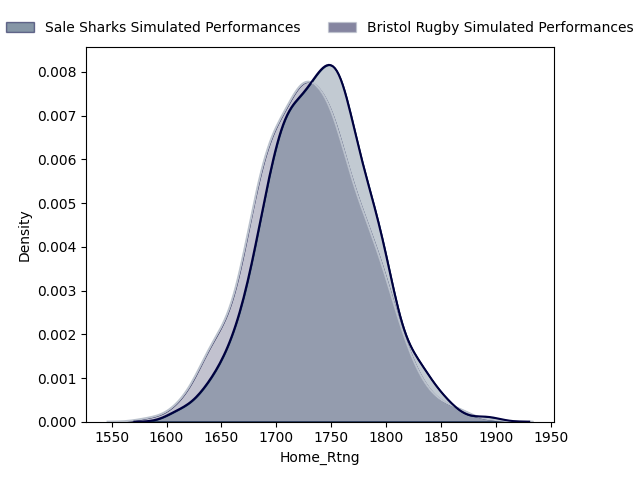 Sale Sharks Simulated Performances
Bristol Rugby Simulated Performances
0.008
0.007
0.006
0.005
0.004
0.003
0.002
0.001
0.000
Density
1550 1600 1650 1700 1750 1800 1850 1900 1950
Home_Rtng